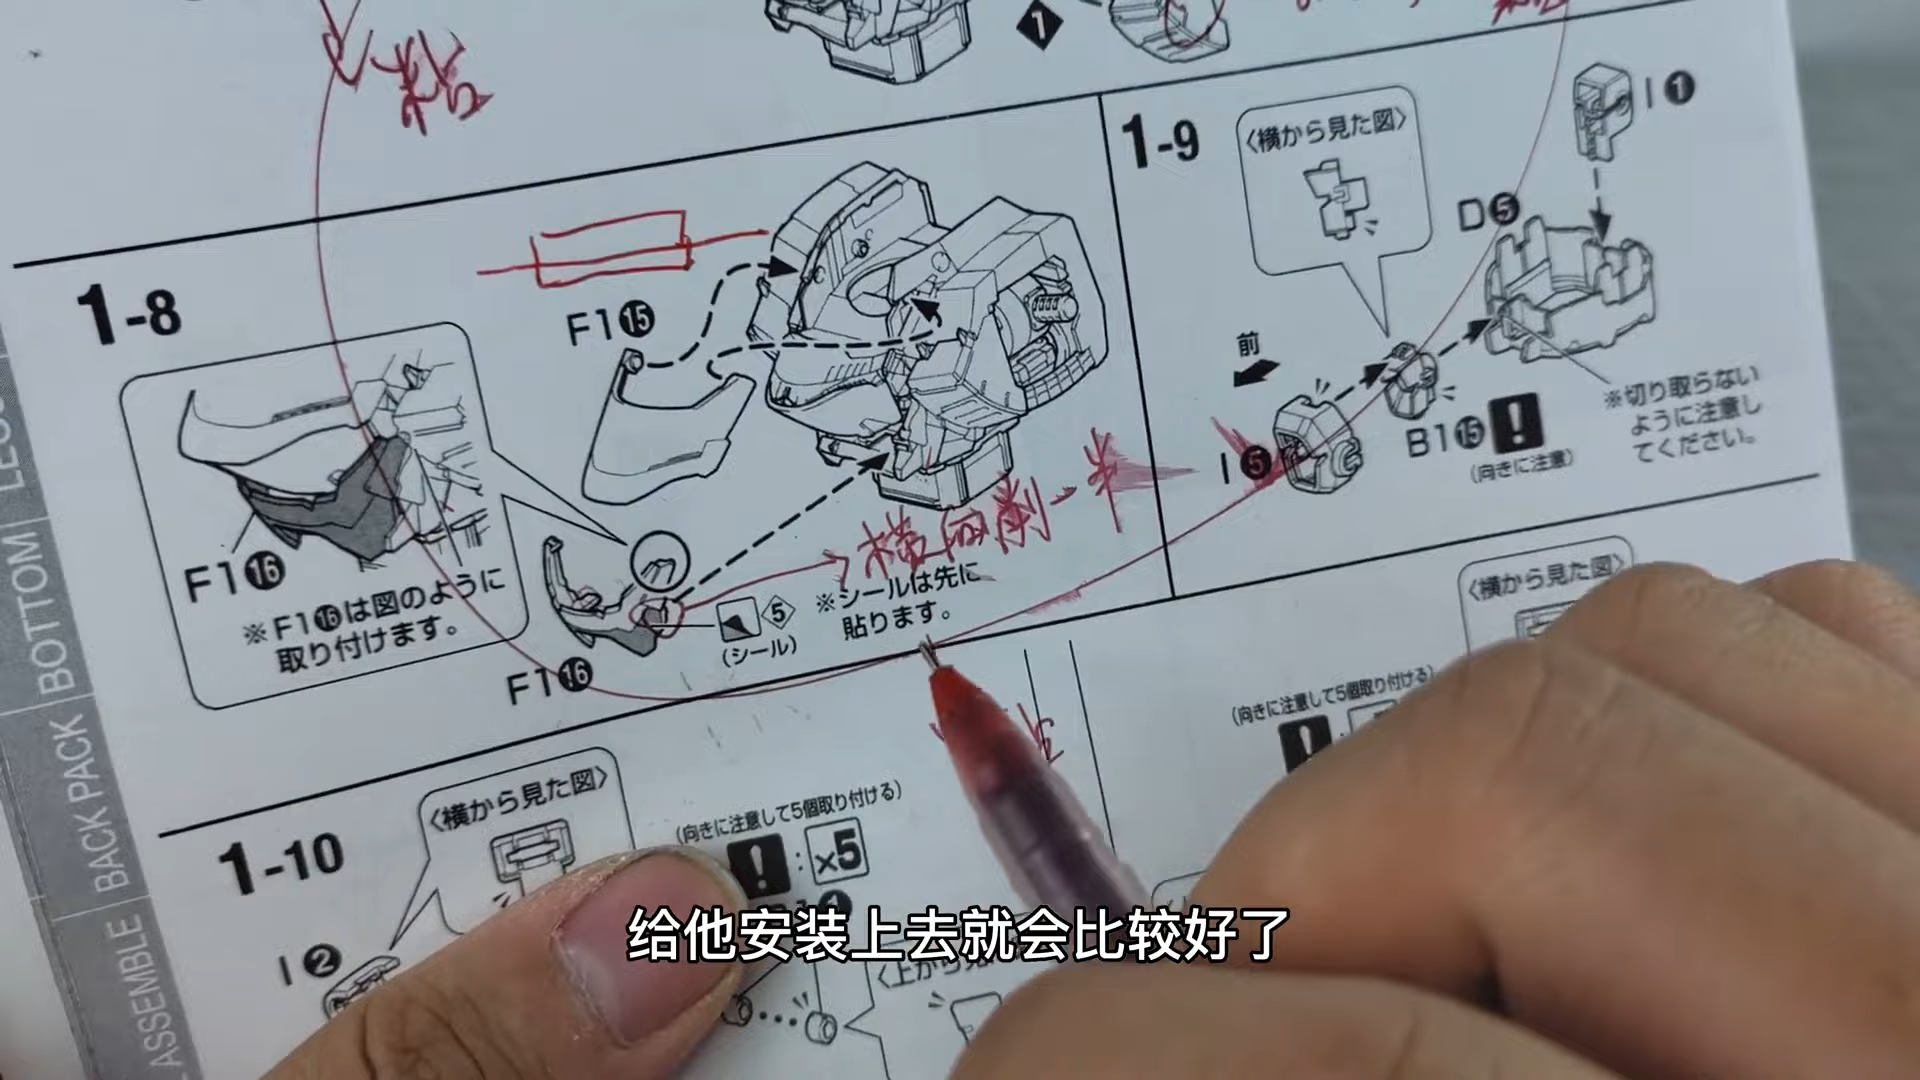 粘
1
1-8
F1⑮
F1⑯
※F1⑯は図のように
取り付けます。
F1⑯
5
(シール)
※シールは先に
貼ります。
横向削一半
1-9
〈横から見た図〉
I①
D⑤
前
I⑤
B1⑮
!
(向きに注意)
※切り取らない
ように注意し
てください。
1-10
〈横から見た図〉
(向きに注意して5個取り付ける)
! : ×5
I②
〈横から見た図〉
(向きに注意して5個取り付ける)
!
BOTTOM
BACK PACK
ASSEMBLE
给他安装上去就会比较好了